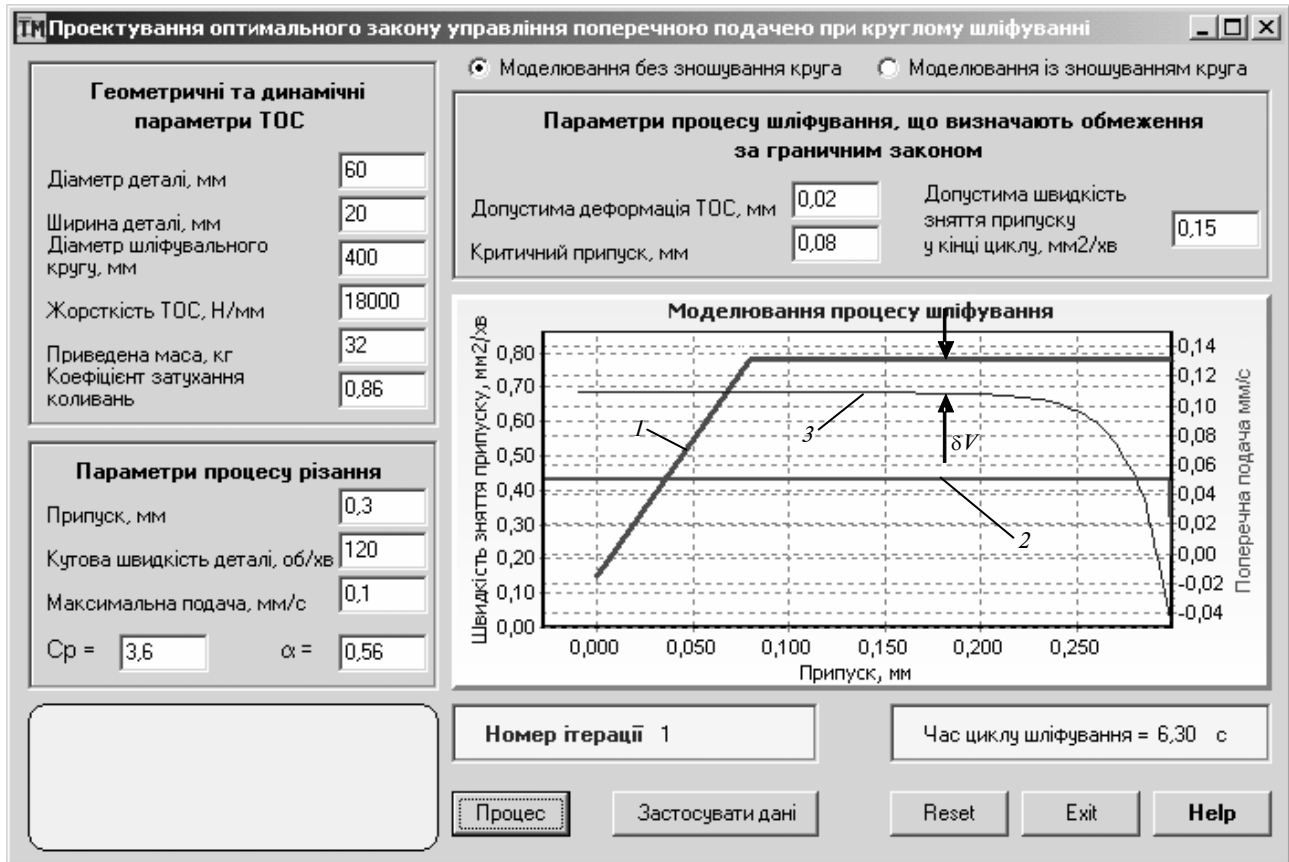 ТМ Проектування оптимального закону управління поперечною подачею при круглому шліфуванні
Геометричні та динамічні
параметри ТОС
Діаметр деталі, мм 60
Ширина деталі, мм 20
Діаметр шліфувального
кругу, мм 400
Жорсткість ТОС, Н/мм 18000
Приведена маса, кг 32
Коефіцієнт затухання
коливань 0,86
Параметри процесу різання
Припуск, мм 0,3
Кутова швидкість деталі, об/хв 120
Максимальна подача, мм/с 0,1
Cp = 3,6 α = 0,56
Моделювання без зношування круга Моделювання із зношуванням круга
Параметри процесу шліфування, що визначають обмеження
за граничним законом
Допустима деформація ТОС, мм 0,02
Критичний припуск, мм 0,08
Допустима швидкість
зняття припуску
у кінці циклу, мм2/хв 0,15
Моделювання процесу шліфування
Швидкість зняття припуску, мм2/хв
0,80
0,70
0,60
0,50
0,40
0,30
0,20
0,10
0,00
1
3
δV
2
0,14
0,12
0,10
0,08
0,06
0,04
0,02
0,00
-0,02
-0,04
Поперечна подача мм/с
0,000 0,050 0,100 0,150 0,200 0,250
Припуск, мм
Номер ітерації 1
Час циклу шліфування = 6,30 с
Процес Застосувати дані Reset Exit Help